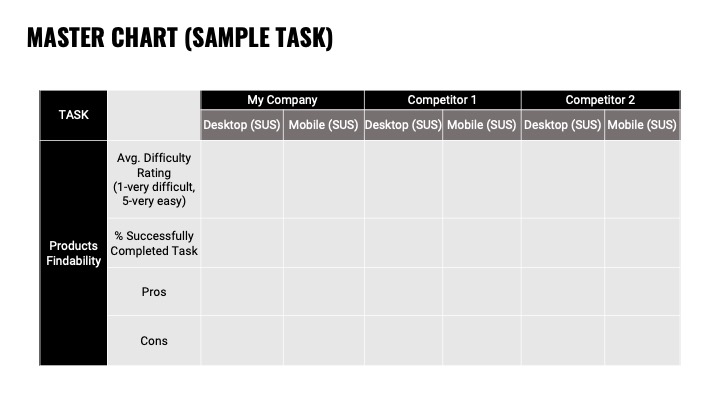 MASTER CHART (SAMPLE TASK)
TASK
My Company
Competitor 1
Competitor 2
Desktop (SUS)
Mobile (SUS)
Desktop (SUS)
Mobile (SUS)
Desktop (SUS)
Mobile (SUS)
Products
Findability
Avg. Difficulty
Rating
(1-very difficult,
5-very easy)
% Successfully
Completed Task
Pros
Cons